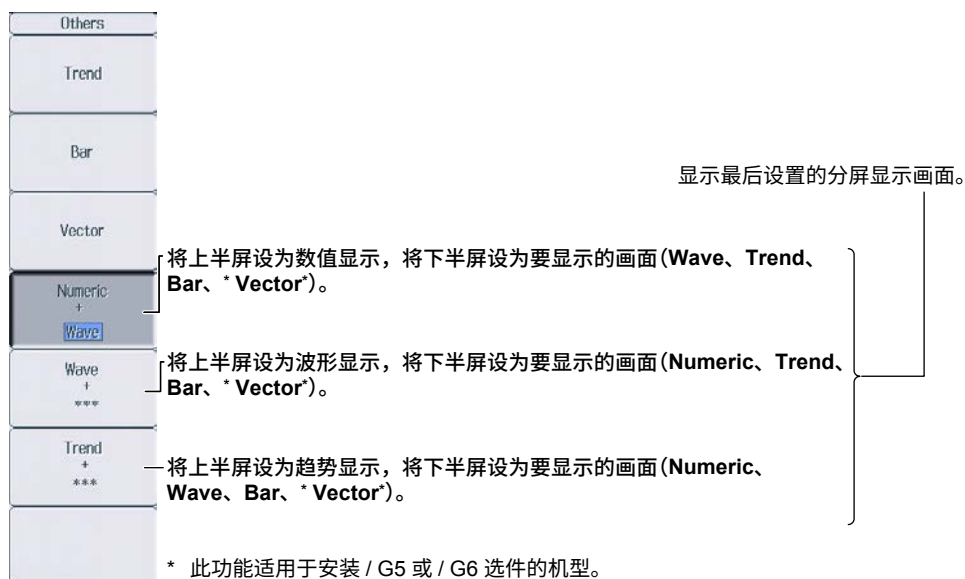 Others
Trend
Bar
显示最后设置的分屏显示画面。
Vector
将上半屏设为数值显示，将下半屏设为要显示的画面(Wave、Trend、
Bar、* Vector*)。
Numeric
+
Wave
将上半屏设为波形显示，将下半屏设为要显示的画面(Numeric、Trend、
Bar、* Vector*)。
Wave
+
***
将上半屏设为趋势显示，将下半屏设为要显示的画面(Numeric、
Wave、Bar、* Vector*)。
Trend
+
***
* 此功能适用于安装 / G5 或 / G6 选件的机型。